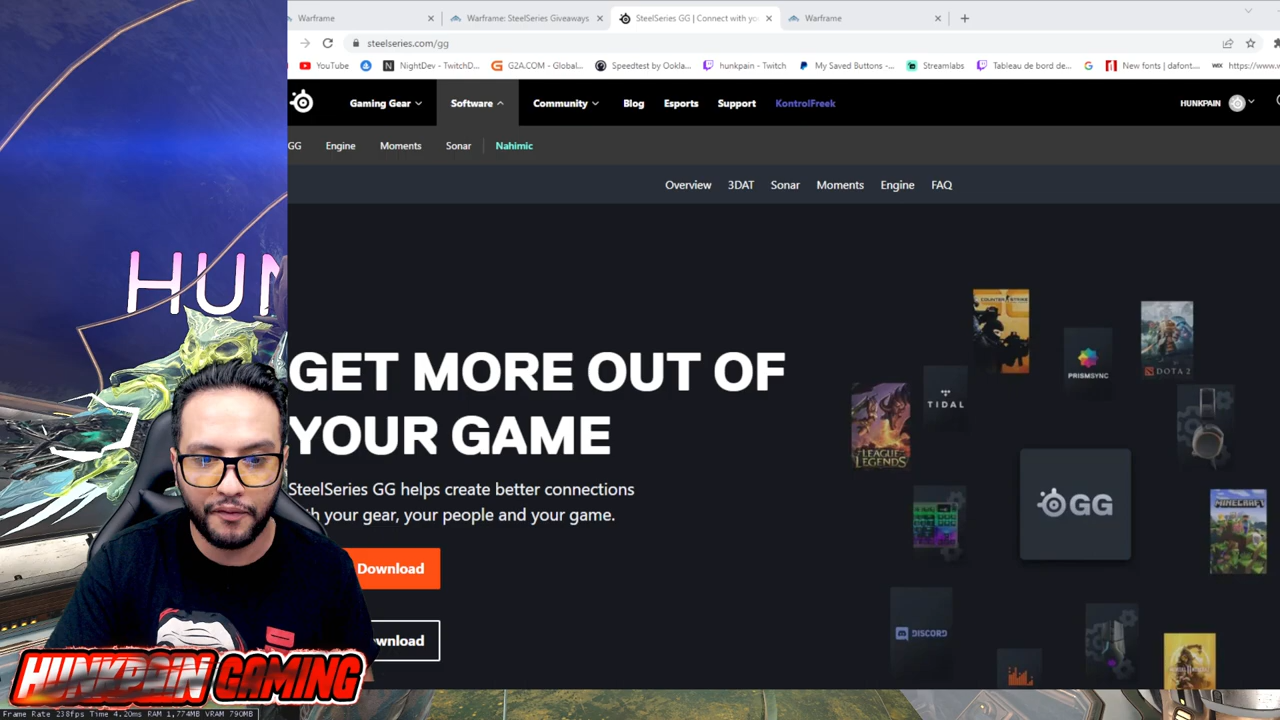 Warframe
Warframe: SteelSeries Giveaways
SteelSeries GG | Connect with yo
Warframe
steelseries.com/gg
YouTube
NightDev - TwitchD...
G2A.COM - Global...
Speedtest by Ookla...
hunkpain - Twitch
My Saved Buttons -...
Streamlabs
Tableau de bord de...
New fonts | dafont...
WIX
https://www.w
Gaming Gear
Software
Community
Blog
Esports
Support
KontrolFreek
HUNKPAIN
GG
Engine
Moments
Sonar
Nahimic
Overview
3DAT
Sonar
Moments
Engine
FAQ
HUN
GET MORE OUT OF
YOUR GAME
SteelSeries GG helps create better connections
your gear, your people and your game.
Download
COUNTER STRIKE
PRISMSYNC
DOTA 2
TIDAL
LEAGUE
LEGENDS
GG
MINECRAFT
DISCORD
HUNKPAIN GAMING
Frame Rate 238fps Time 4.20ms RAM 1,774MB VRAM 790MB